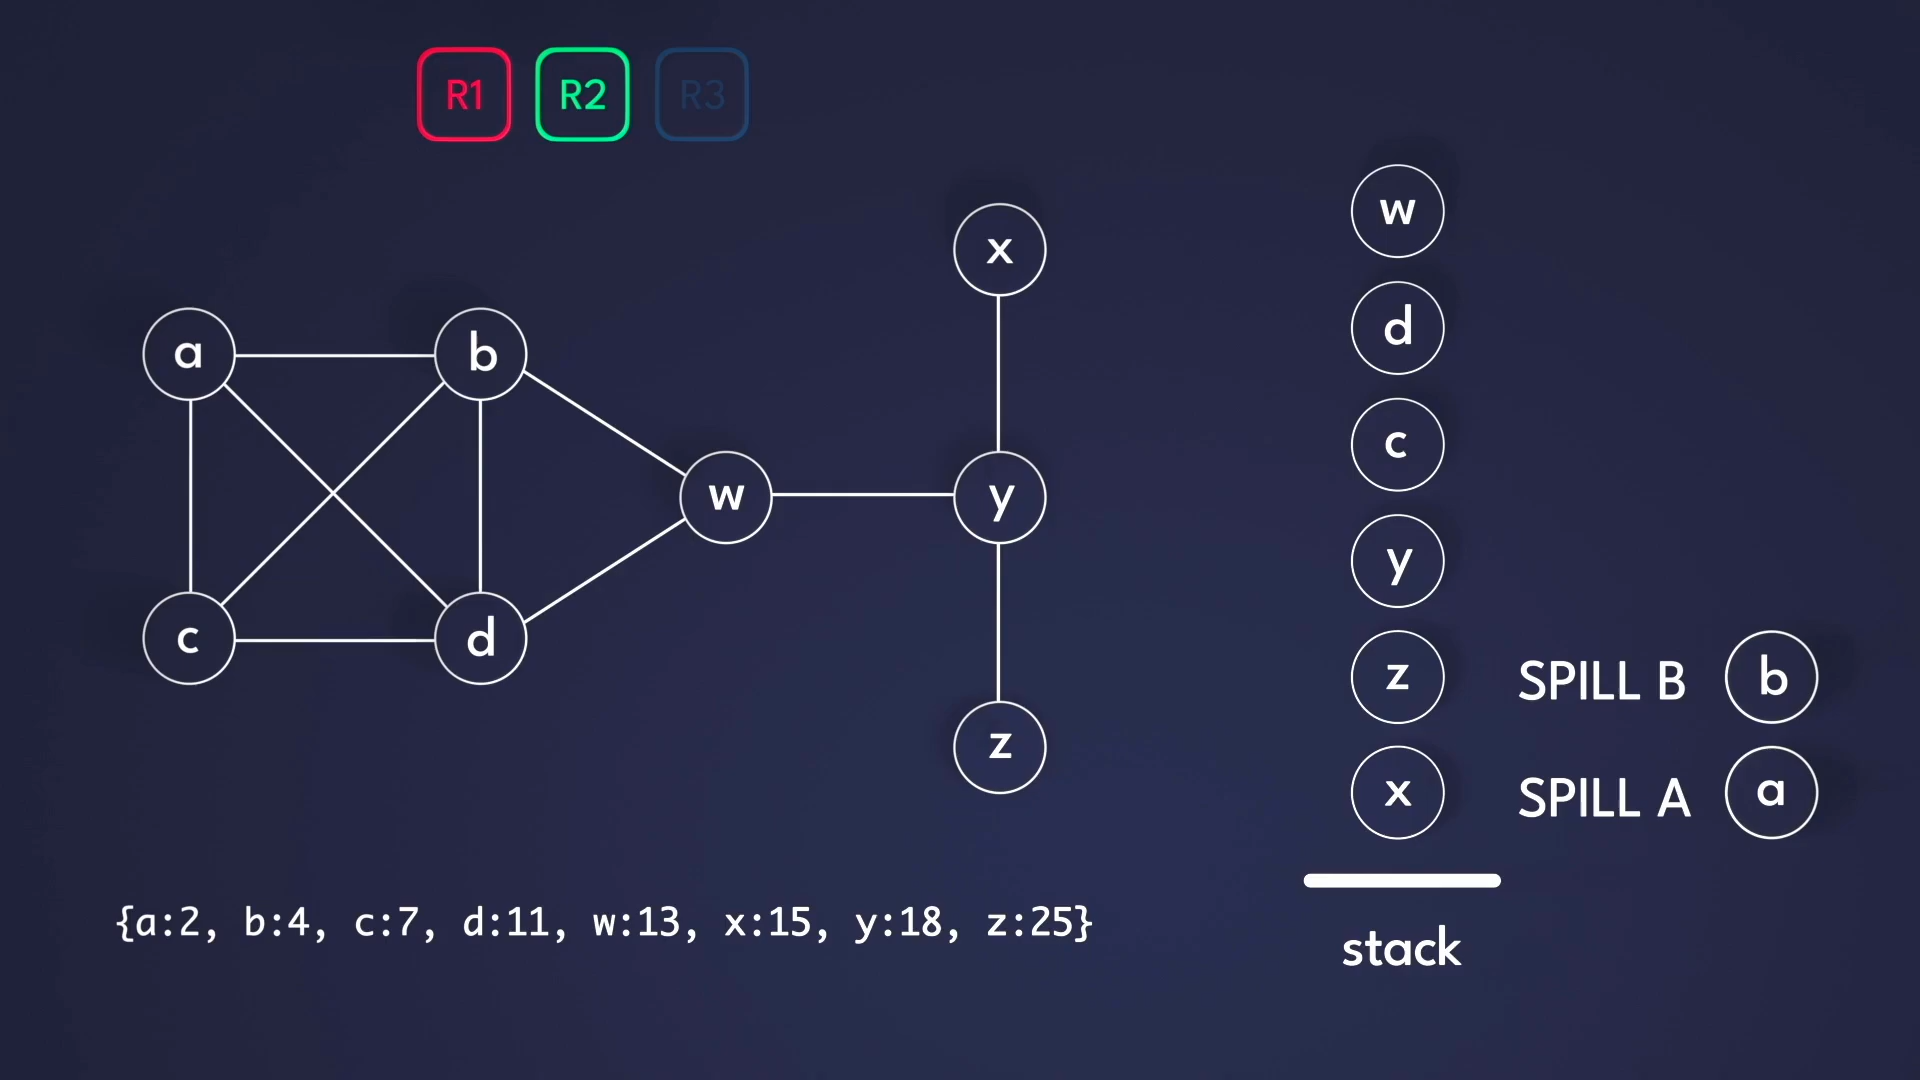 R1 R2 R3
x
a b
w y
c d
z
{a:2, b:4, c:7, d:11, w:13, x:15, y:18, z:25}
w
d
c
y
z SPILL B b
x SPILL A a
stack